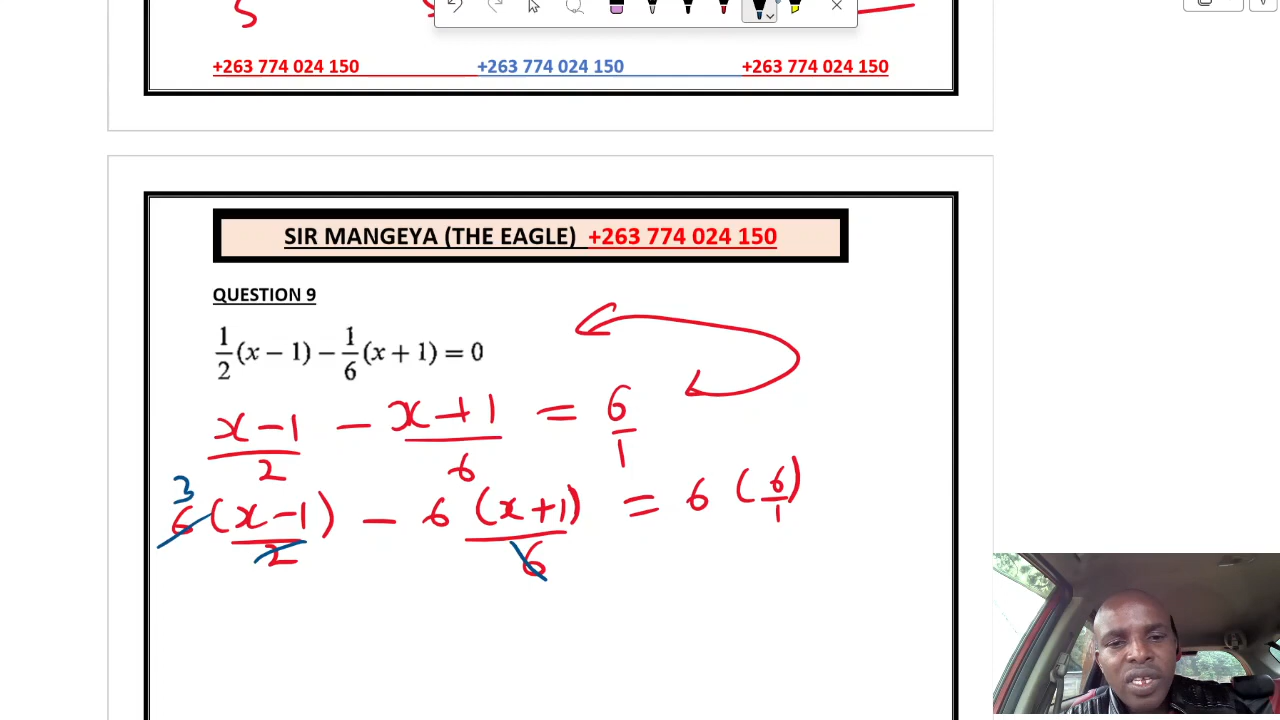 5
+263 774 024 150 +263 774 024 150 +263 774 024 150
SIR MANGEYA (THE EAGLE) +263 774 024 150
QUESTION 9
1/2(x − 1) − 1/6(x + 1) = 0
x−1/2 − x+1/6 = 6/1
3
6(x−1)/2 − 6(x+1)/6 = 6(6/1)